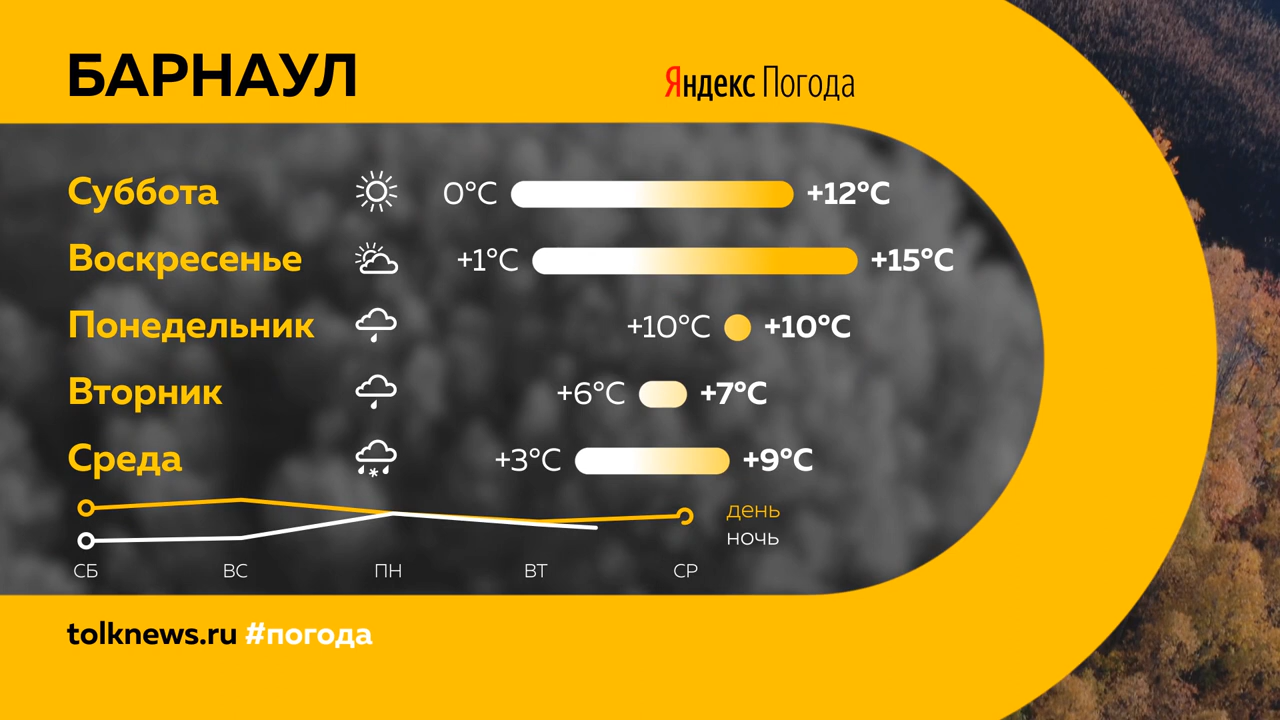 БАРНАУЛ
Яндекс Погода
Суббота 0°C +12°C
Воскресенье +1°C +15°C
Понедельник +10°C +10°C
Вторник +6°C +7°C
Среда +3°C +9°C
день
ночь
СБ ВС ПН ВТ СР
tolknews.ru #погода